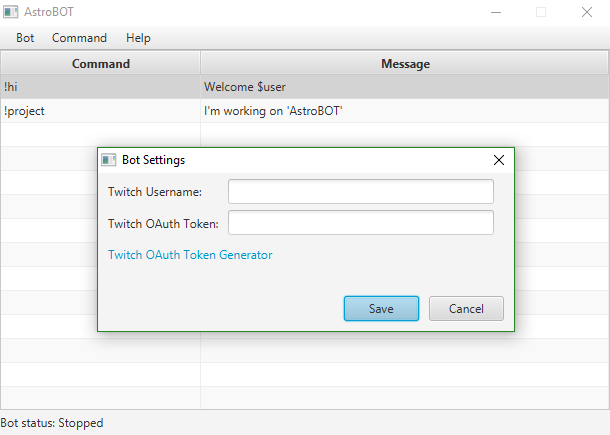 AstroBOT
Bot Command Help
Command Message
!hi Welcome $user
!project I'm working on 'AstroBOT'
Bot Settings
Twitch Username:
Twitch OAuth Token:
Twitch OAuth Token Generator
Save Cancel
Bot status: Stopped